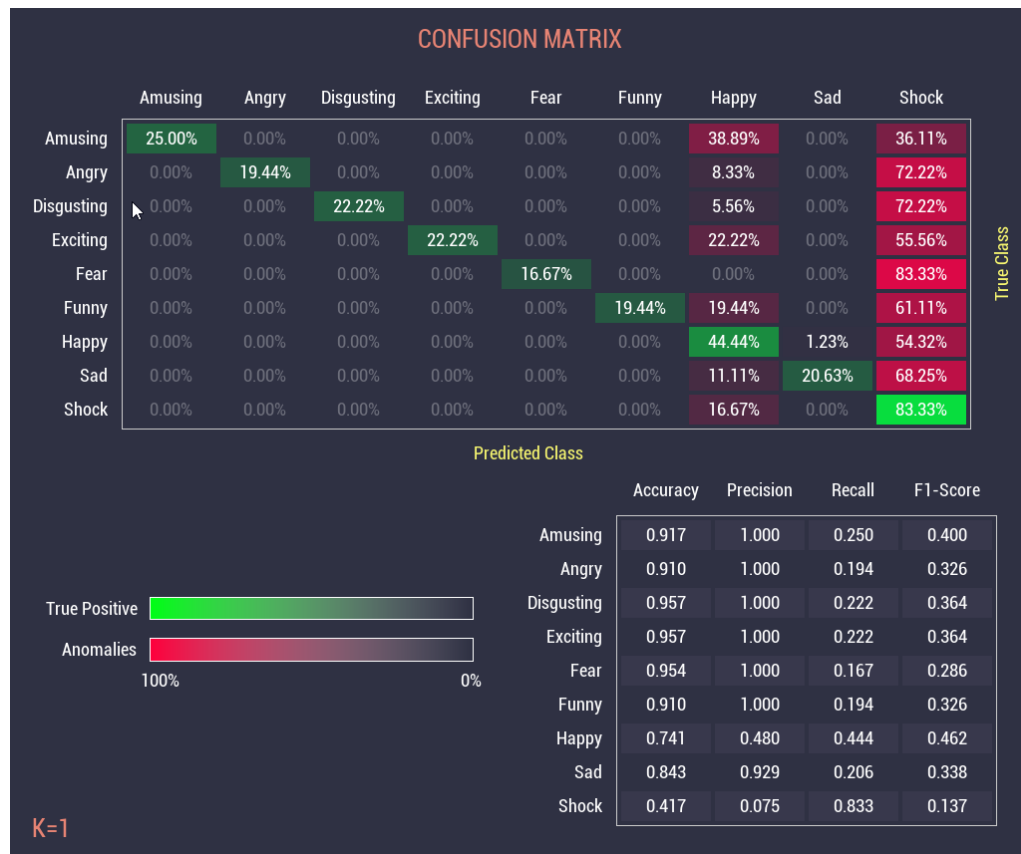 CONFUSION MATRIX
Amusing Angry Disgusting Exciting Fear Funny Happy Sad Shock
Amusing 25.00% 0.00% 0.00% 0.00% 0.00% 0.00% 38.89% 0.00% 36.11%
Angry 0.00% 19.44% 0.00% 0.00% 0.00% 0.00% 8.33% 0.00% 72.22%
Disgusting 0.00% 0.00% 22.22% 0.00% 0.00% 0.00% 5.56% 0.00% 72.22%
Exciting 0.00% 0.00% 0.00% 22.22% 0.00% 0.00% 22.22% 0.00% 55.56%
Fear 0.00% 0.00% 0.00% 0.00% 16.67% 0.00% 0.00% 0.00% 83.33%
Funny 0.00% 0.00% 0.00% 0.00% 0.00% 19.44% 19.44% 0.00% 61.11%
Happy 0.00% 0.00% 0.00% 0.00% 0.00% 0.00% 44.44% 1.23% 54.32%
Sad 0.00% 0.00% 0.00% 0.00% 0.00% 0.00% 11.11% 20.63% 68.25%
Shock 0.00% 0.00% 0.00% 0.00% 0.00% 0.00% 16.67% 0.00% 83.33%
True Class
Predicted Class
Accuracy Precision Recall F1-Score
Amusing 0.917 1.000 0.250 0.400
Angry 0.910 1.000 0.194 0.326
Disgusting 0.957 1.000 0.222 0.364
Exciting 0.957 1.000 0.222 0.364
Fear 0.954 1.000 0.167 0.286
Funny 0.910 1.000 0.194 0.326
Happy 0.741 0.480 0.444 0.462
Sad 0.843 0.929 0.206 0.338
Shock 0.417 0.075 0.833 0.137
True Positive
Anomalies
100% 0%
K=1